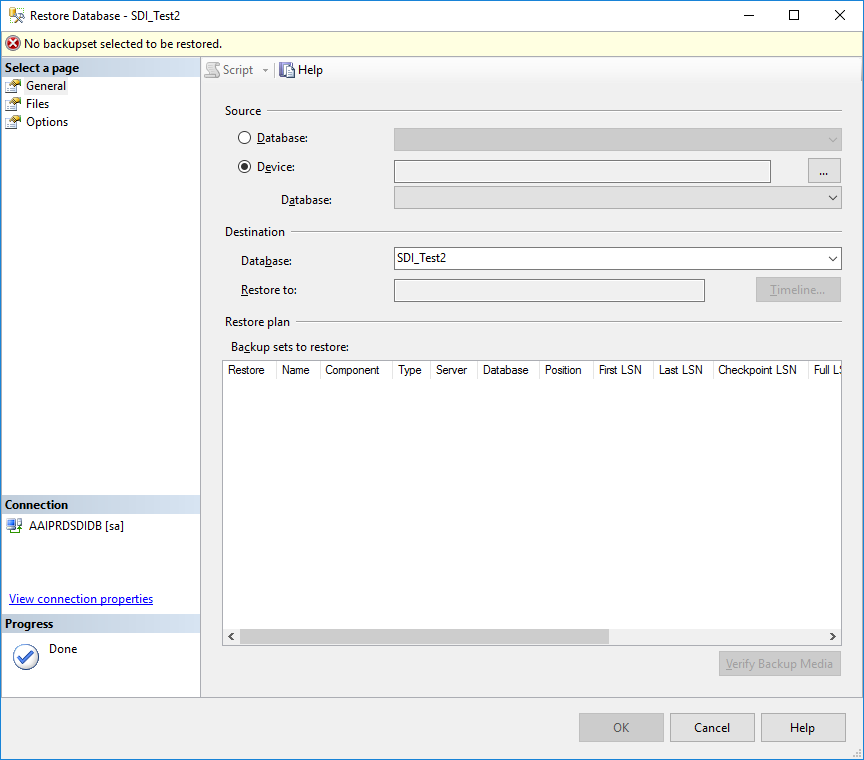 Restore Database - SDI_Test2
No backupset selected to be restored.
Select a page
General
Files
Options
Script
Help
Source
Database:
Device:
...
Database:
Destination
Database:
SDI_Test2
Restore to:
Timeline...
Restore plan
Backup sets to restore:
Restore Name Component Type Server Database Position First LSN Last LSN Checkpoint LSN Full LS
Connection
AAIPRDSDIDB [sa]
View connection properties
Progress
Done
Verify Backup Media
OK Cancel Help